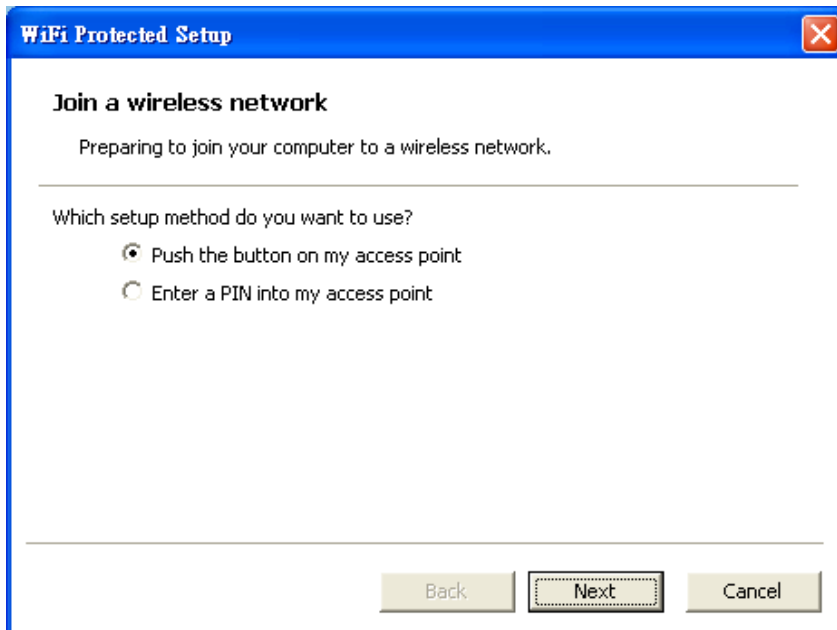 WiFi Protected Setup
Join a wireless network
Preparing to join your computer to a wireless network.
Which setup method do you want to use?
Push the button on my access point
Enter a PIN into my access point
Back Next Cancel